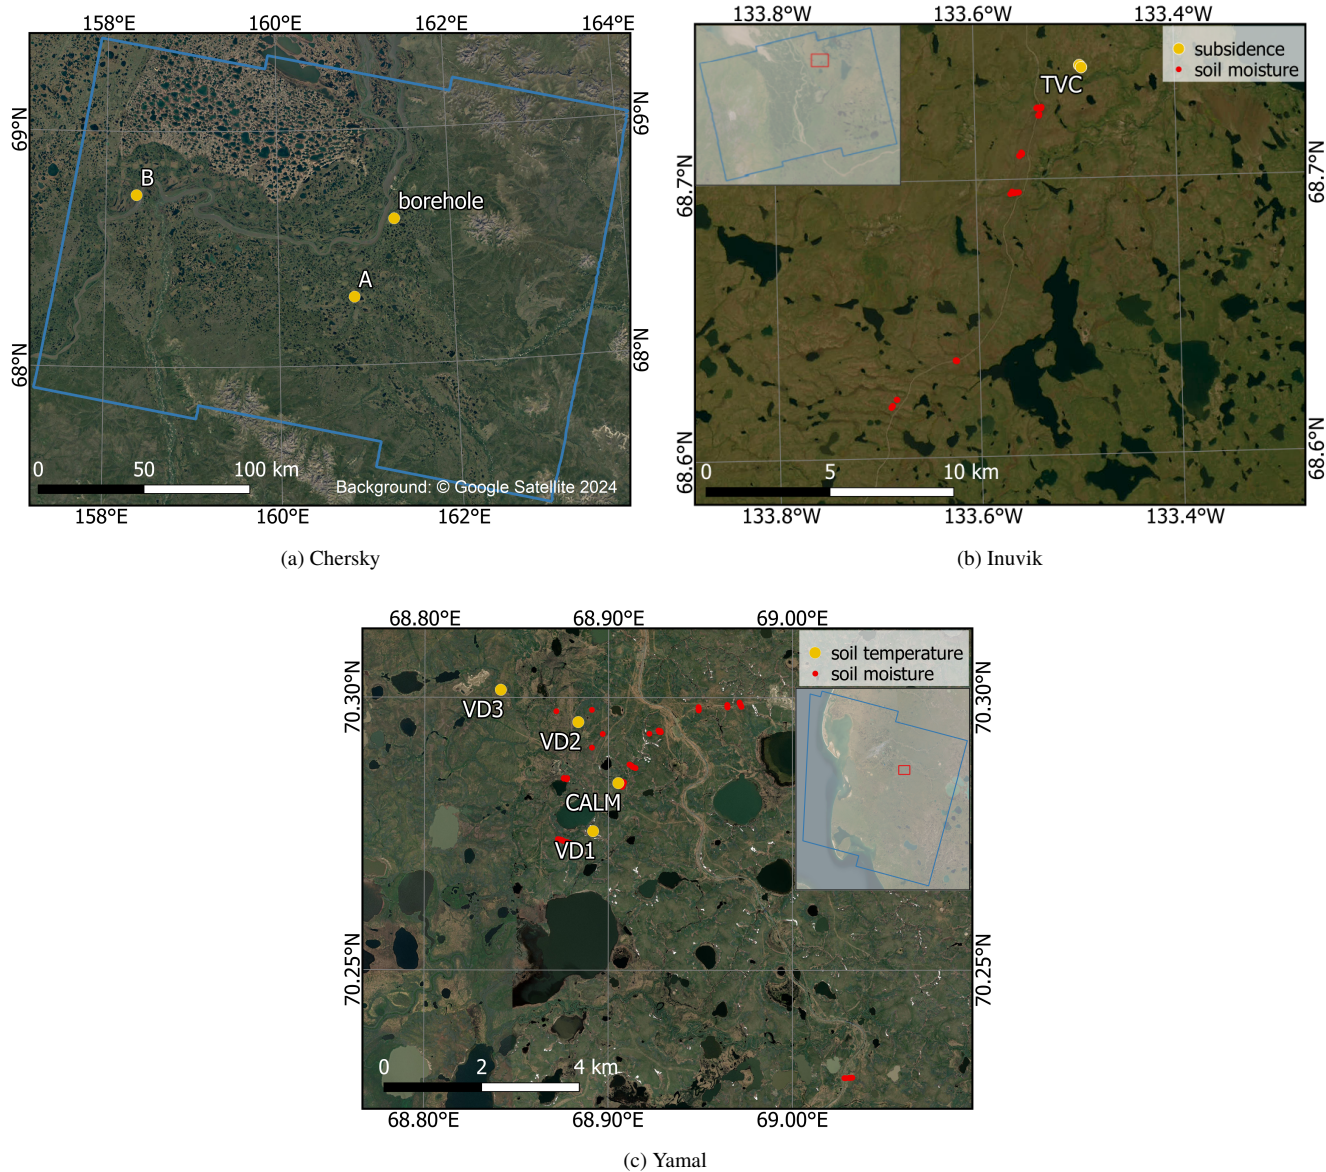 158°E 160°E 162°E 164°E
69°N 69°N
B
borehole
A
68°N 68°N
0 50 100 km
Background: © Google Satellite 2024
158°E 160°E 162°E
(a) Chersky
133.8°W 133.6°W 133.4°W
subsidence
soil moisture
TVC
68.7°N 68.7°N
68.6°N 68.6°N
0 5 10 km
133.8°W 133.6°W 133.4°W
(b) Inuvik
68.80°E 68.90°E 69.00°E
soil temperature
soil moisture
70.30°N 70.30°N
VD3
VD2
CALM
VD1
70.25°N 70.25°N
0 2 4 km
68.80°E 68.90°E 69.00°E
(c) Yamal